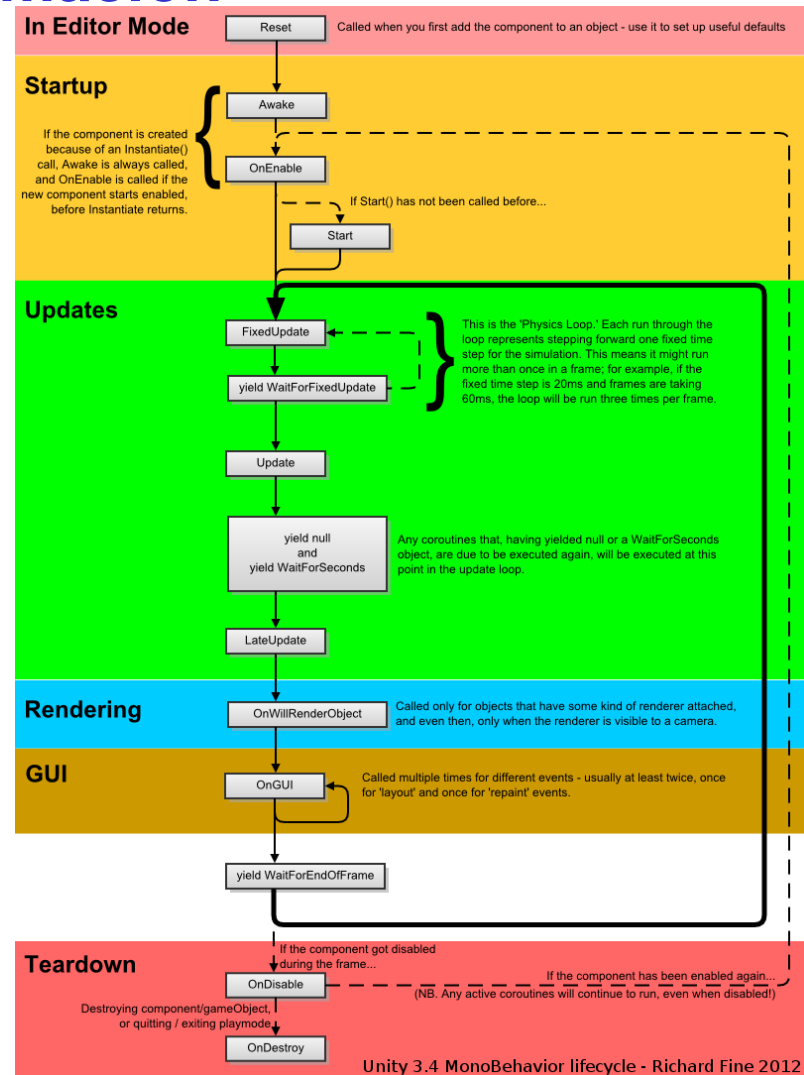 In Editor Mode
Reset
Called when you first add the component to an object - use it to set up useful defaults
Startup
Awake
If the component is created
because of an Instantiate()
call, Awake is always called,
and OnEnable is called if the
new component starts enabled,
before Instantiate returns.
OnEnable
If Start() has not been called before...
Start
Updates
FixedUpdate
This is the 'Physics Loop.' Each run through the
loop represents stepping forward one fixed time
step for the simulation. This means it might run
more than once in a frame; for example, if the
fixed time step is 20ms and frames are taking
60ms, the loop will be run three times per frame.
yield WaitForFixedUpdate
Update
yield null
and
yield WaitForSeconds
Any coroutines that, having yielded null or a WaitForSeconds
object, are due to be executed again, will be executed at this
point in the update loop.
LateUpdate
Rendering
OnWillRenderObject
Called only for objects that have some kind of renderer attached,
and even then, only when the renderer is visible to a camera.
GUI
OnGUI
Called multiple times for different events - usually at least twice, once
for 'layout' and once for 'repaint' events.
yield WaitForEndOfFrame
Teardown
If the component got disabled
during the frame...
OnDisable
If the component has been enabled again...
(NB. Any active coroutines will continue to run, even when disabled!)
Destroying component/gameObject,
or quitting / exiting playmode
OnDestroy
Unity 3.4 MonoBehavior lifecycle - Richard Fine 2012